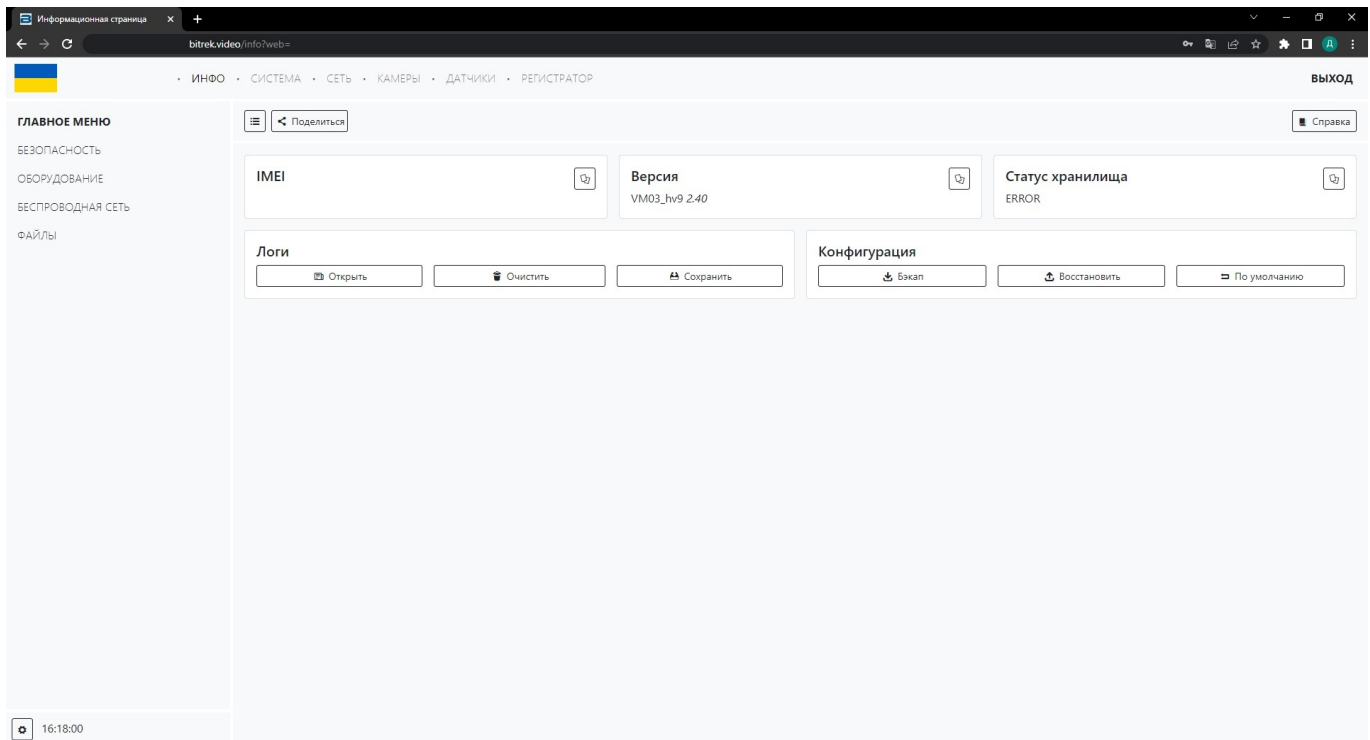 Информационная страница
bitrek.video/info?web=
Д
• ИНФО • СИСТЕМА • СЕТЬ • КАМЕРЫ • ДАТЧИКИ • РЕГИСТРАТОР
ВЫХОД
ГЛАВНОЕ МЕНЮ
БЕЗОПАСНОСТЬ
ОБОРУДОВАНИЕ
БЕСПРОВОДНАЯ СЕТЬ
ФАЙЛЫ
Поделиться
Справка
IMEI
Версия
VM03_hv9 2.40
Статус хранилища
ERROR
Логи
Открыть
Очистить
Сохранить
Конфигурация
Бэкап
Восстановить
По умолчанию
16:18:00